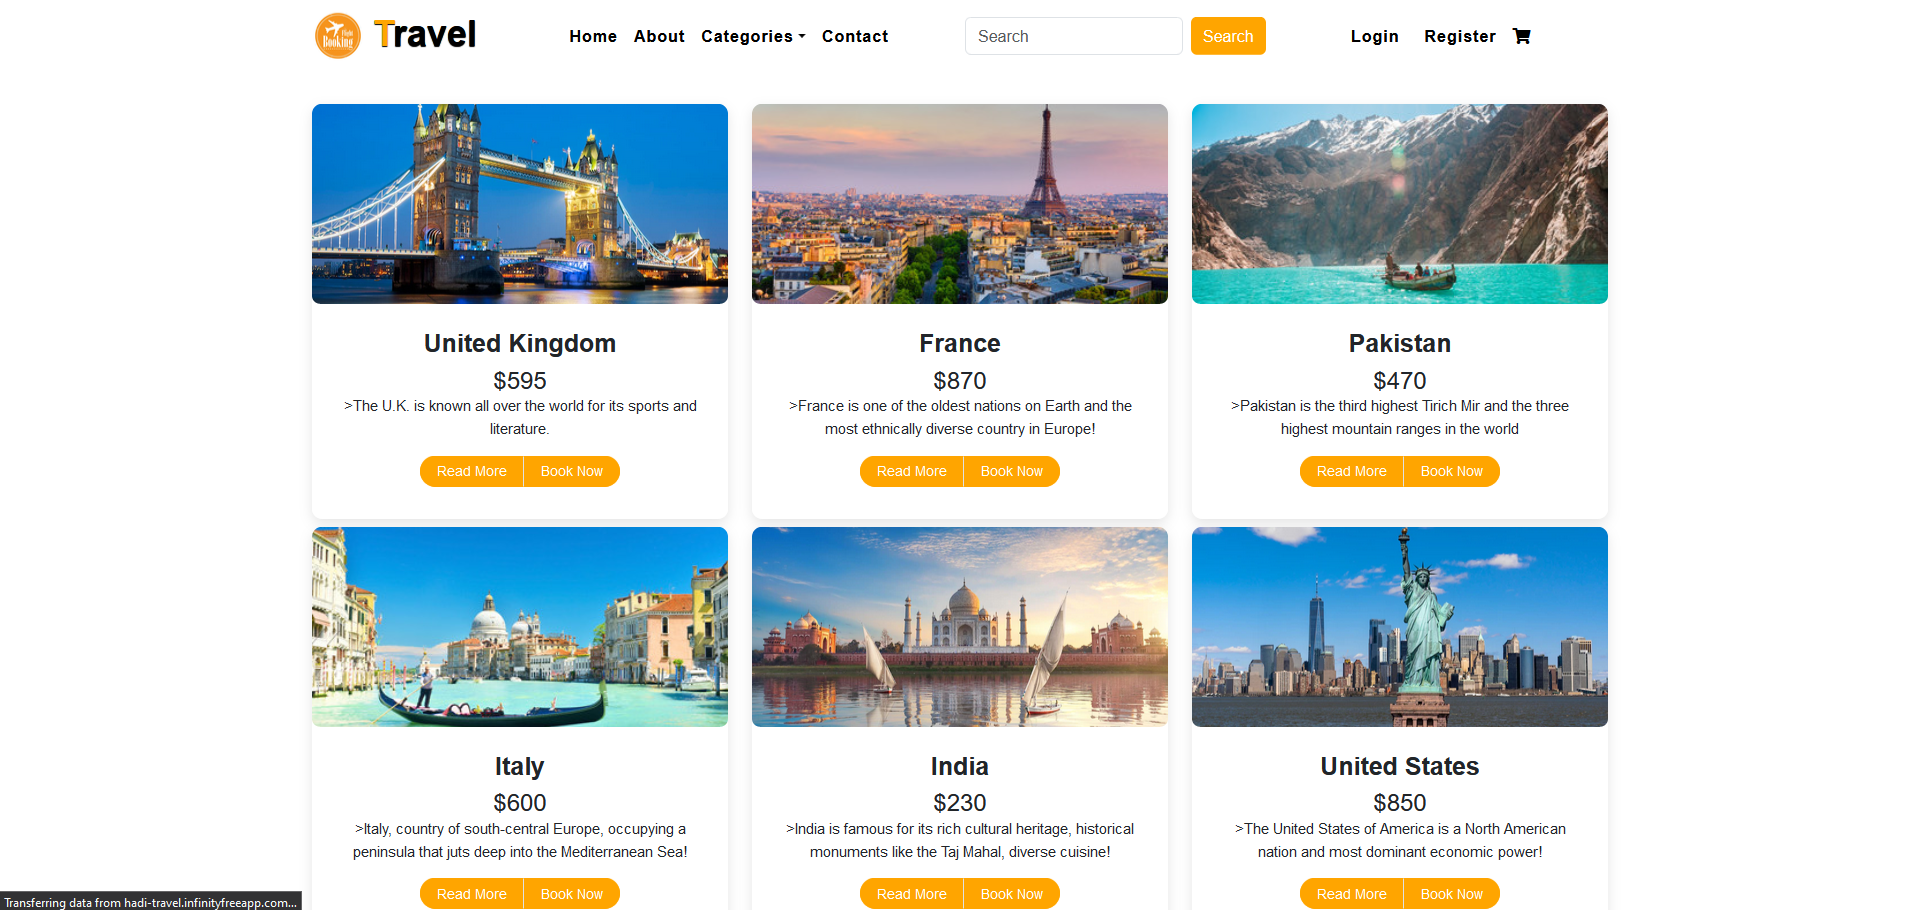 Flight
Booking
Travel
Home About Categories Contact
Search
Search
Login Register
United Kingdom
$595
>The U.K. is known all over the world for its sports and
literature.
Read More Book Now
France
$870
>France is one of the oldest nations on Earth and the
most ethnically diverse country in Europe!
Read More Book Now
Pakistan
$470
>Pakistan is the third highest Tirich Mir and the three
highest mountain ranges in the world
Read More Book Now
Italy
$600
>Italy, country of south-central Europe, occupying a
peninsula that juts deep into the Mediterranean Sea!
Read More Book Now
India
$230
>India is famous for its rich cultural heritage, historical
monuments like the Taj Mahal, diverse cuisine!
Read More Book Now
United States
$850
>The United States of America is a North American
nation and most dominant economic power!
Read More Book Now
Transferring data from hadi-travel.infinityfreeapp.com...